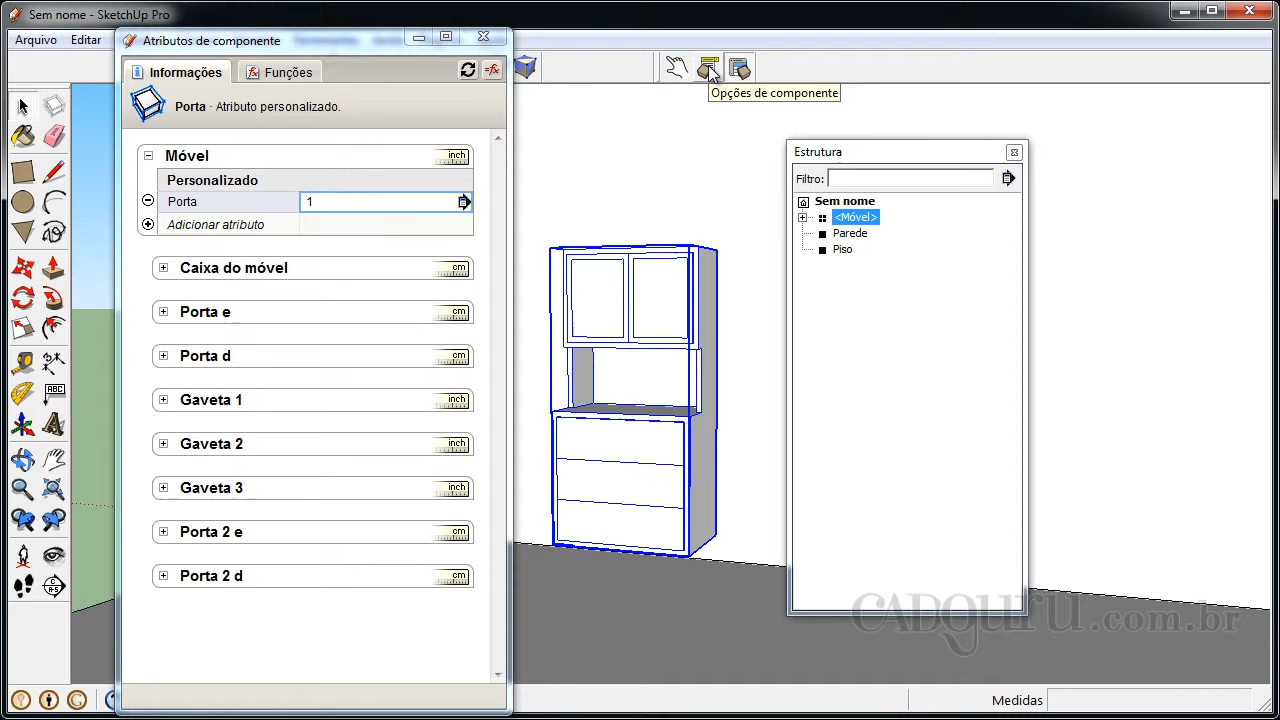 Sem nome - SketchUp Pro
Arquivo
Editar
Atributos de componente
Informações
Funções
Porta - Atributo personalizado.
Opções de componente
Móvel
inch
Personalizado
Porta
1
Adicionar atributo
Caixa do móvel
cm
Porta e
cm
Porta d
cm
Gaveta 1
inch
Gaveta 2
inch
Gaveta 3
inch
Porta 2 e
cm
Porta 2 d
cm
Estrutura
Filtro:
Sem nome
<Móvel>
Parede
Piso
ABC
CADGURU.com.br
Medidas